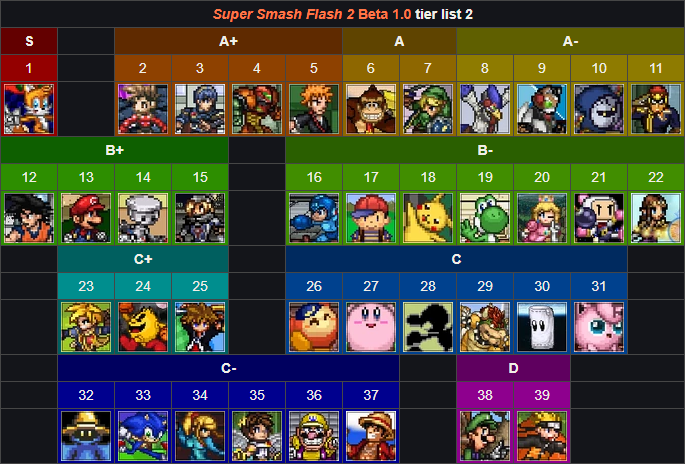 Super Smash Flash 2 Beta 1.0 tier list 2
S A+ A A-
1 2 3 4 5 6 7 8 9 10 11
B+ B-
12 13 14 15 16 17 18 19 20 21 22
C+ C
23 24 25 26 27 28 29 30 31
C- D
32 33 34 35 36 37 38 39